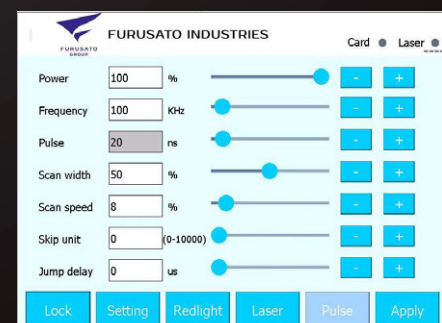 FURUSATO
GROUP
FURUSATO INDUSTRIES
Card Laser
Power 100 % - +
Frequency 100 KHz - +
Pulse 20 ns - +
Scan width 50 % - +
Scan speed 8 % - +
Skip unit 0 (0-10000) - +
Jump delay 0 us - +
Lock Setting Redlight Laser Pulse Apply